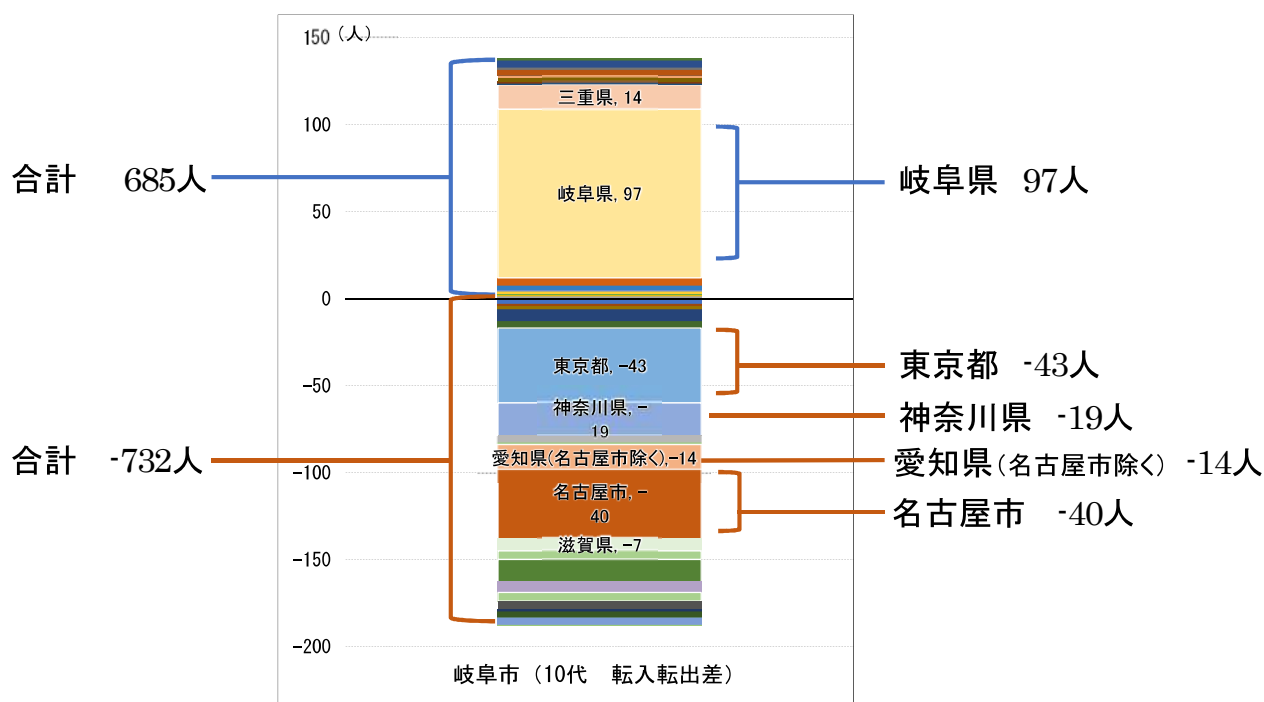 150 (人)
三重県, 14
100
合計 685人
岐阜県 97人
岐阜県, 97
50
0
東京都, -43
東京都 -43人
-50
神奈川県, -
19
神奈川県 -19人
合計 -732人
愛知県(名古屋市除く),-14
愛知県(名古屋市除く) -14人
-100
名古屋市, -
40
名古屋市 -40人
滋賀県, -7
-150
-200
岐阜市 (10代 転入転出差)